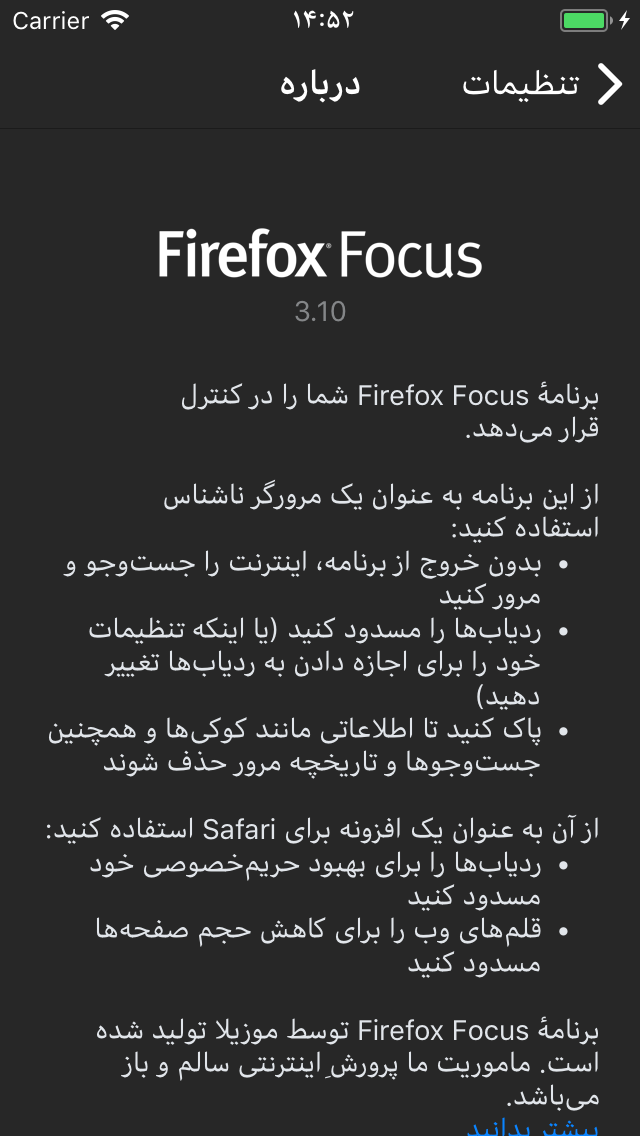 Carrier
۱۴:۵۲
تنظیمات
درباره
Firefox Focus
3.10
برنامهٔ Firefox Focus شما را در کنترل
قرار می‌دهد.
از این برنامه به عنوان یک مرورگر ناشناس
استفاده کنید:
• بدون خروج از برنامه، اینترنت را جست‌وجو و
مرور کنید
• ردیاب‌ها را مسدود کنید (یا اینکه تنظیمات
خود را برای اجازه دادن به ردیاب‌ها تغییر
دهید)
• پاک کنید تا اطلاعاتی مانند کوکی‌ها و همچنین
جست‌وجوها و تاریخچه مرور حذف شوند
از آن به عنوان یک افزونه برای Safari استفاده کنید:
• ردیاب‌ها را برای بهبود حریم‌خصوصی خود
مسدود کنید
• قلم‌های وب را برای کاهش حجم صفحه‌ها
مسدود کنید
برنامهٔ Firefox Focus توسط موزیلا تولید شده
است. ماموریت ما پرورشِ اینترنتی سالم و باز
می‌باشد.
بیشتر بدانید